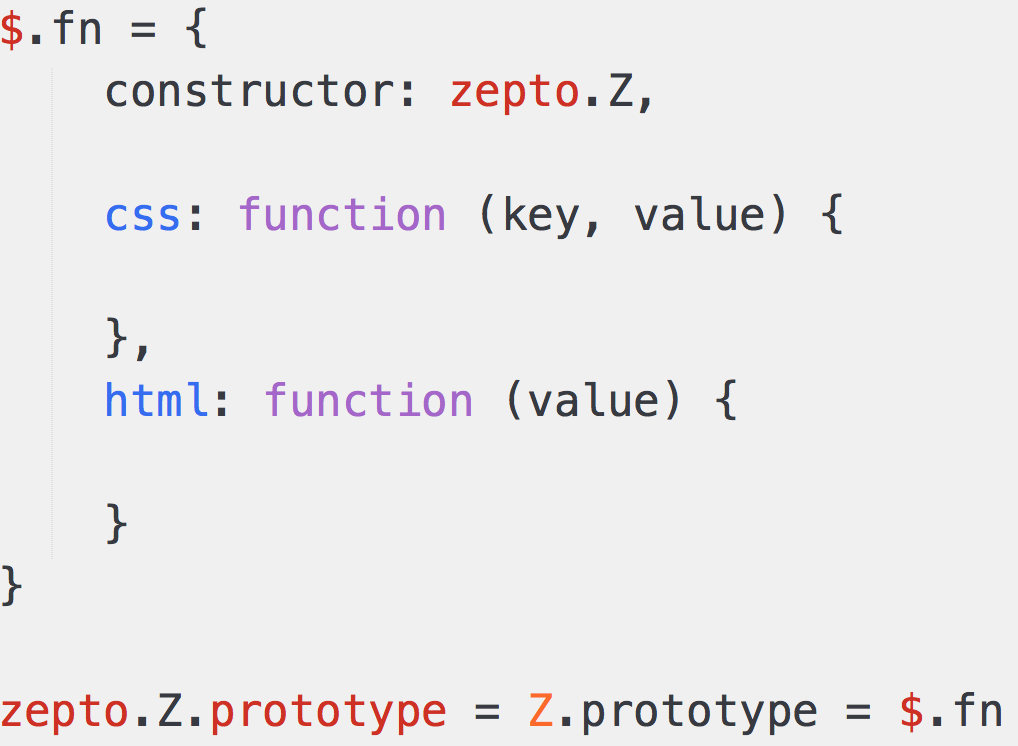 $.fn = {
    constructor: zepto.Z,

    css: function (key, value) {

    },
    html: function (value) {

    }
}

zepto.Z.prototype = Z.prototype = $.fn